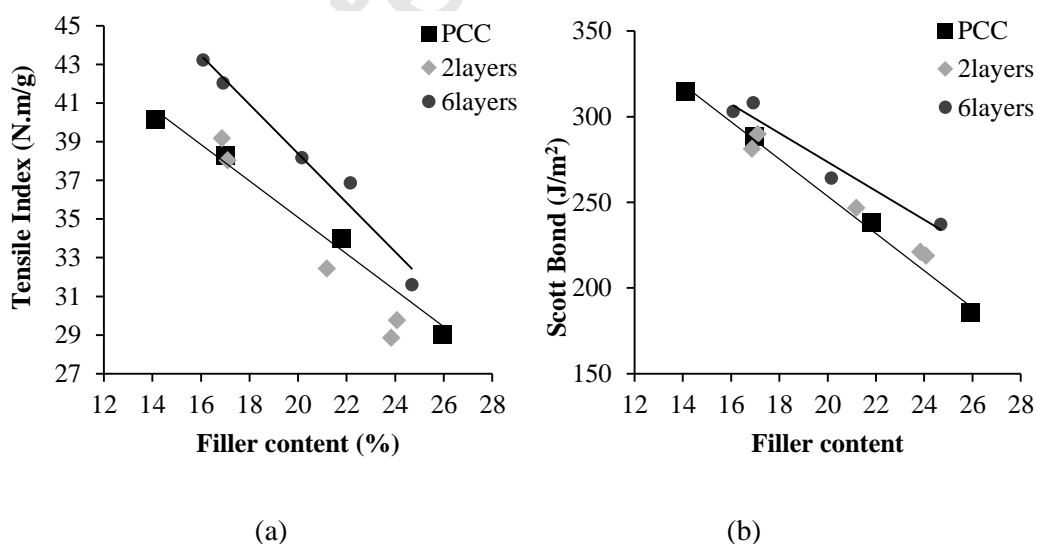 45
43
41
39
37
35
33
31
29
27
12 14 16 18 20 22 24 26 28
Tensile Index (N.m/g)
Filler content (%)
PCC
2layers
6layers
(a)
350
300
250
200
150
12 14 16 18 20 22 24 26 28
Scott Bond (J/m²)
Filler content
PCC
2layers
6layers
(b)